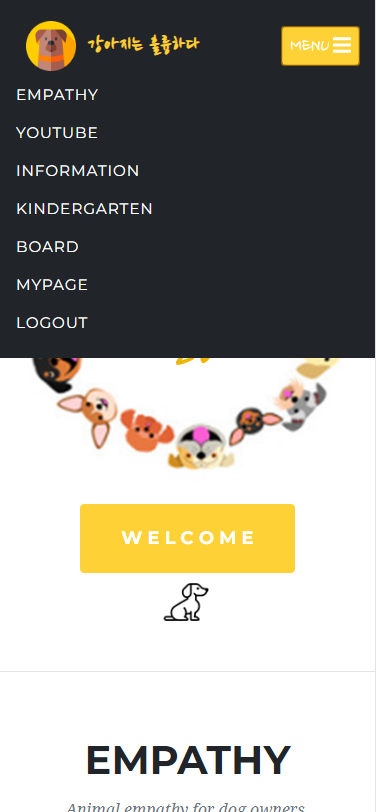 강아지는 훌륭하다
MENU
EMPATHY
YOUTUBE
INFORMATION
KINDERGARTEN
BOARD
MYPAGE
LOGOUT
WELCOME
EMPATHY
Animal empathy for dog owners